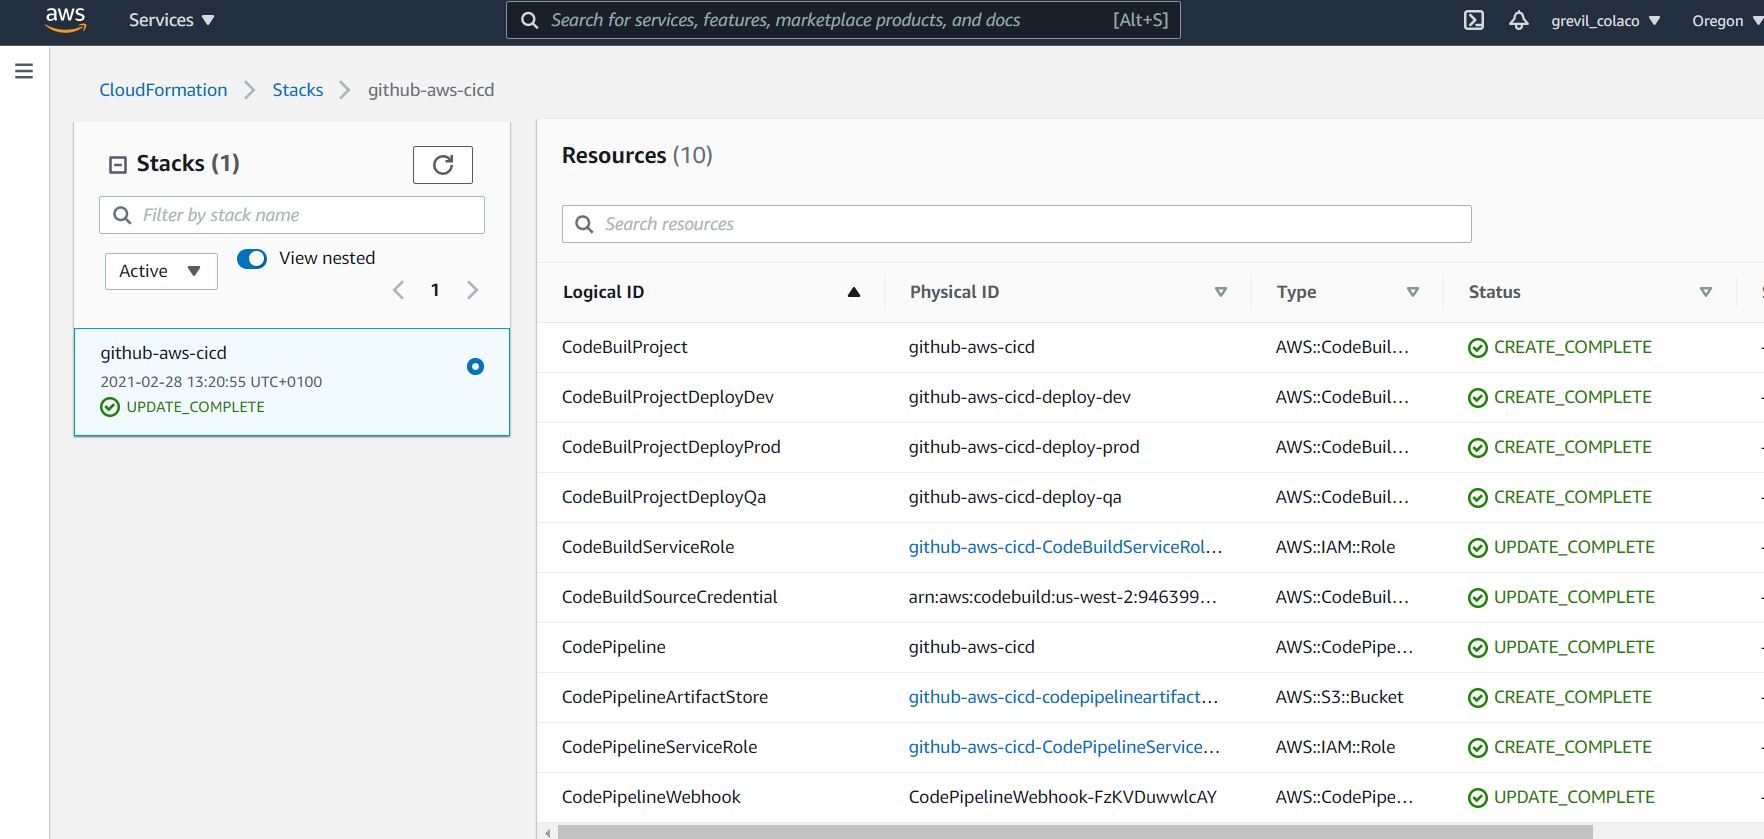 aws
Services
Search for services, features, marketplace products, and docs [Alt+S]
grevil_colaco
Oregon
CloudFormation > Stacks > github-aws-cicd
Stacks (1)
Filter by stack name
Active
View nested
1
github-aws-cicd
2021-02-28 13:20:55 UTC+0100
UPDATE_COMPLETE
Resources (10)
Search resources
Logical ID Physical ID Type Status
CodeBuilProject github-aws-cicd AWS::CodeBuil… CREATE_COMPLETE
CodeBuilProjectDeployDev github-aws-cicd-deploy-dev AWS::CodeBuil… CREATE_COMPLETE
CodeBuilProjectDeployProd github-aws-cicd-deploy-prod AWS::CodeBuil… CREATE_COMPLETE
CodeBuilProjectDeployQa github-aws-cicd-deploy-qa AWS::CodeBuil… CREATE_COMPLETE
CodeBuildServiceRole github-aws-cicd-CodeBuildServiceRol… AWS::IAM::Role UPDATE_COMPLETE
CodeBuildSourceCredential arn:aws:codebuild:us-west-2:946399… AWS::CodeBuil… UPDATE_COMPLETE
CodePipeline github-aws-cicd AWS::CodePipe… UPDATE_COMPLETE
CodePipelineArtifactStore github-aws-cicd-codepipelineartifact… AWS::S3::Bucket CREATE_COMPLETE
CodePipelineServiceRole github-aws-cicd-CodePipelineService… AWS::IAM::Role CREATE_COMPLETE
CodePipelineWebhook CodePipelineWebhook-FzKVDuwwlcAY AWS::CodePipe… UPDATE_COMPLETE